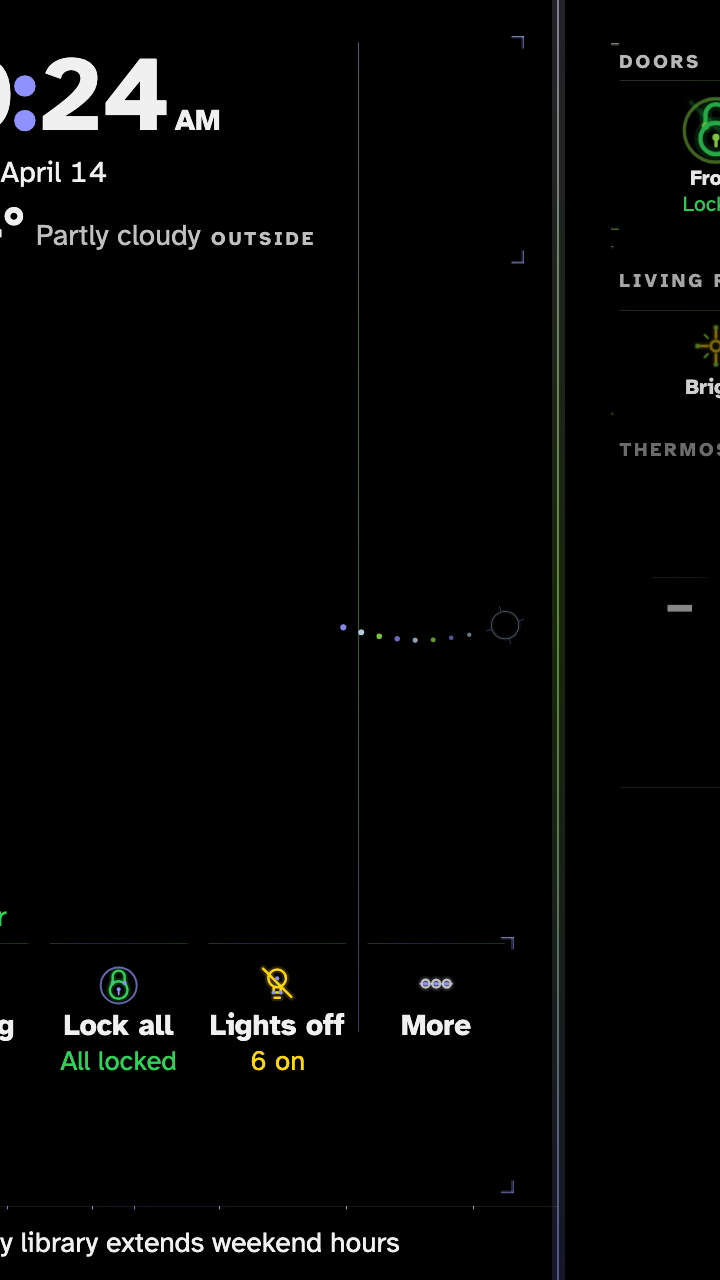 :24 AM
April 14
° Partly cloudy OUTSIDE
Lock all
All locked
Lights off
6 on
More
library extends weekend hours
DOORS
LIVING